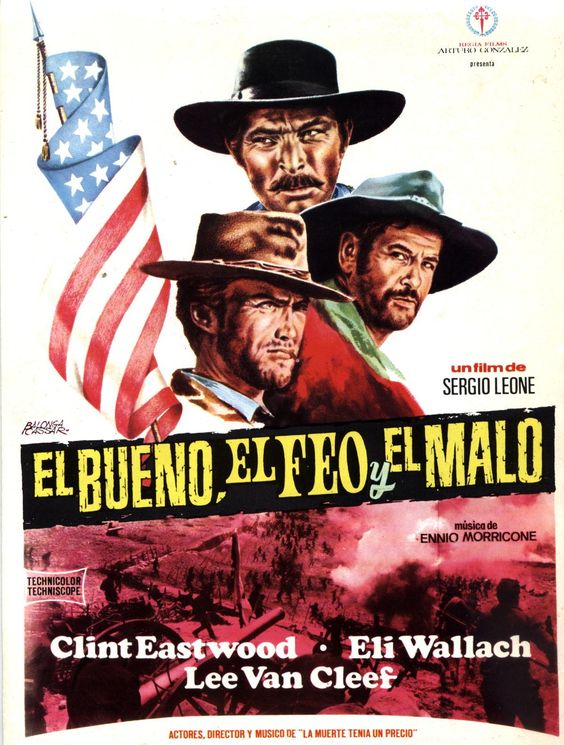 REGIA FILMS
ARTURO GONZALEZ
presenta
un film de
SERGIO LEONE
EL BUENO, EL FEO y EL MALO
música de
ENNIO MORRICONE
TECHNICOLOR
TECHNISCOPE
Clint Eastwood · Eli Wallach
Lee Van Cleef
ACTORES, DIRECTOR Y MUSICO DE "LA MUERTE TENIA UN PRECIO"